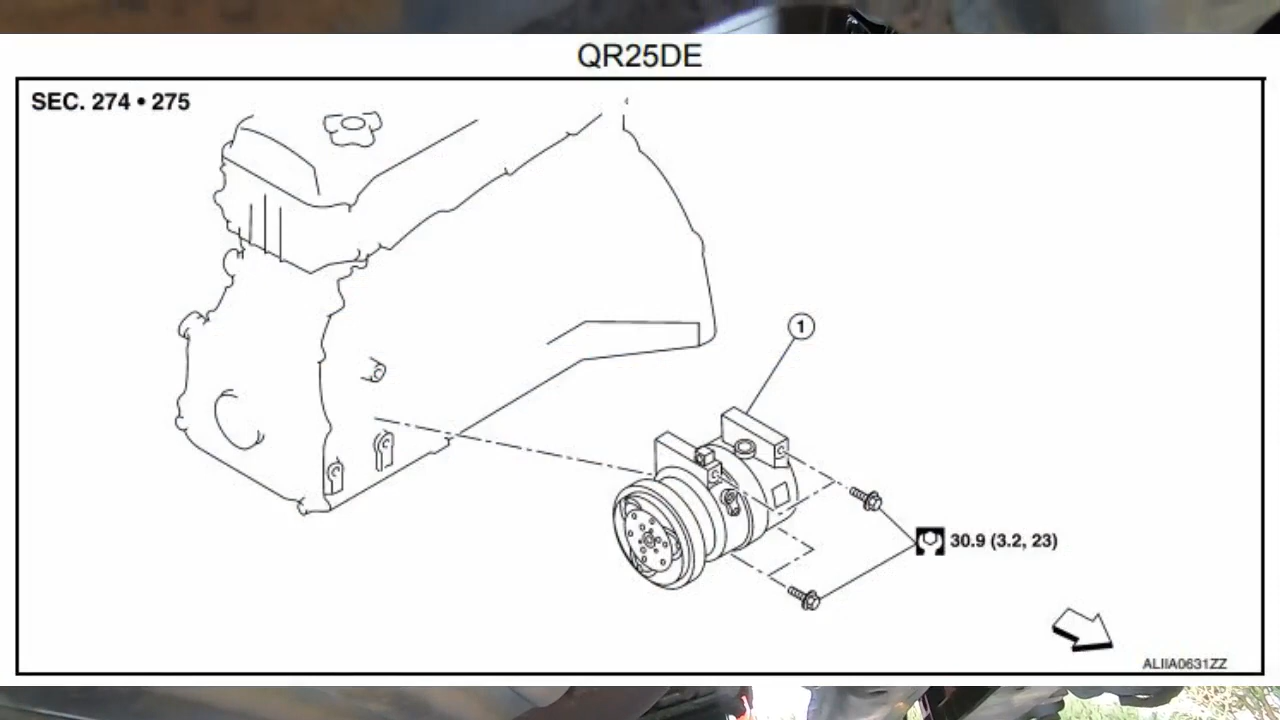 QR25DE
SEC. 274 • 275
1
30.9 (3.2, 23)
ALIIA0631ZZ